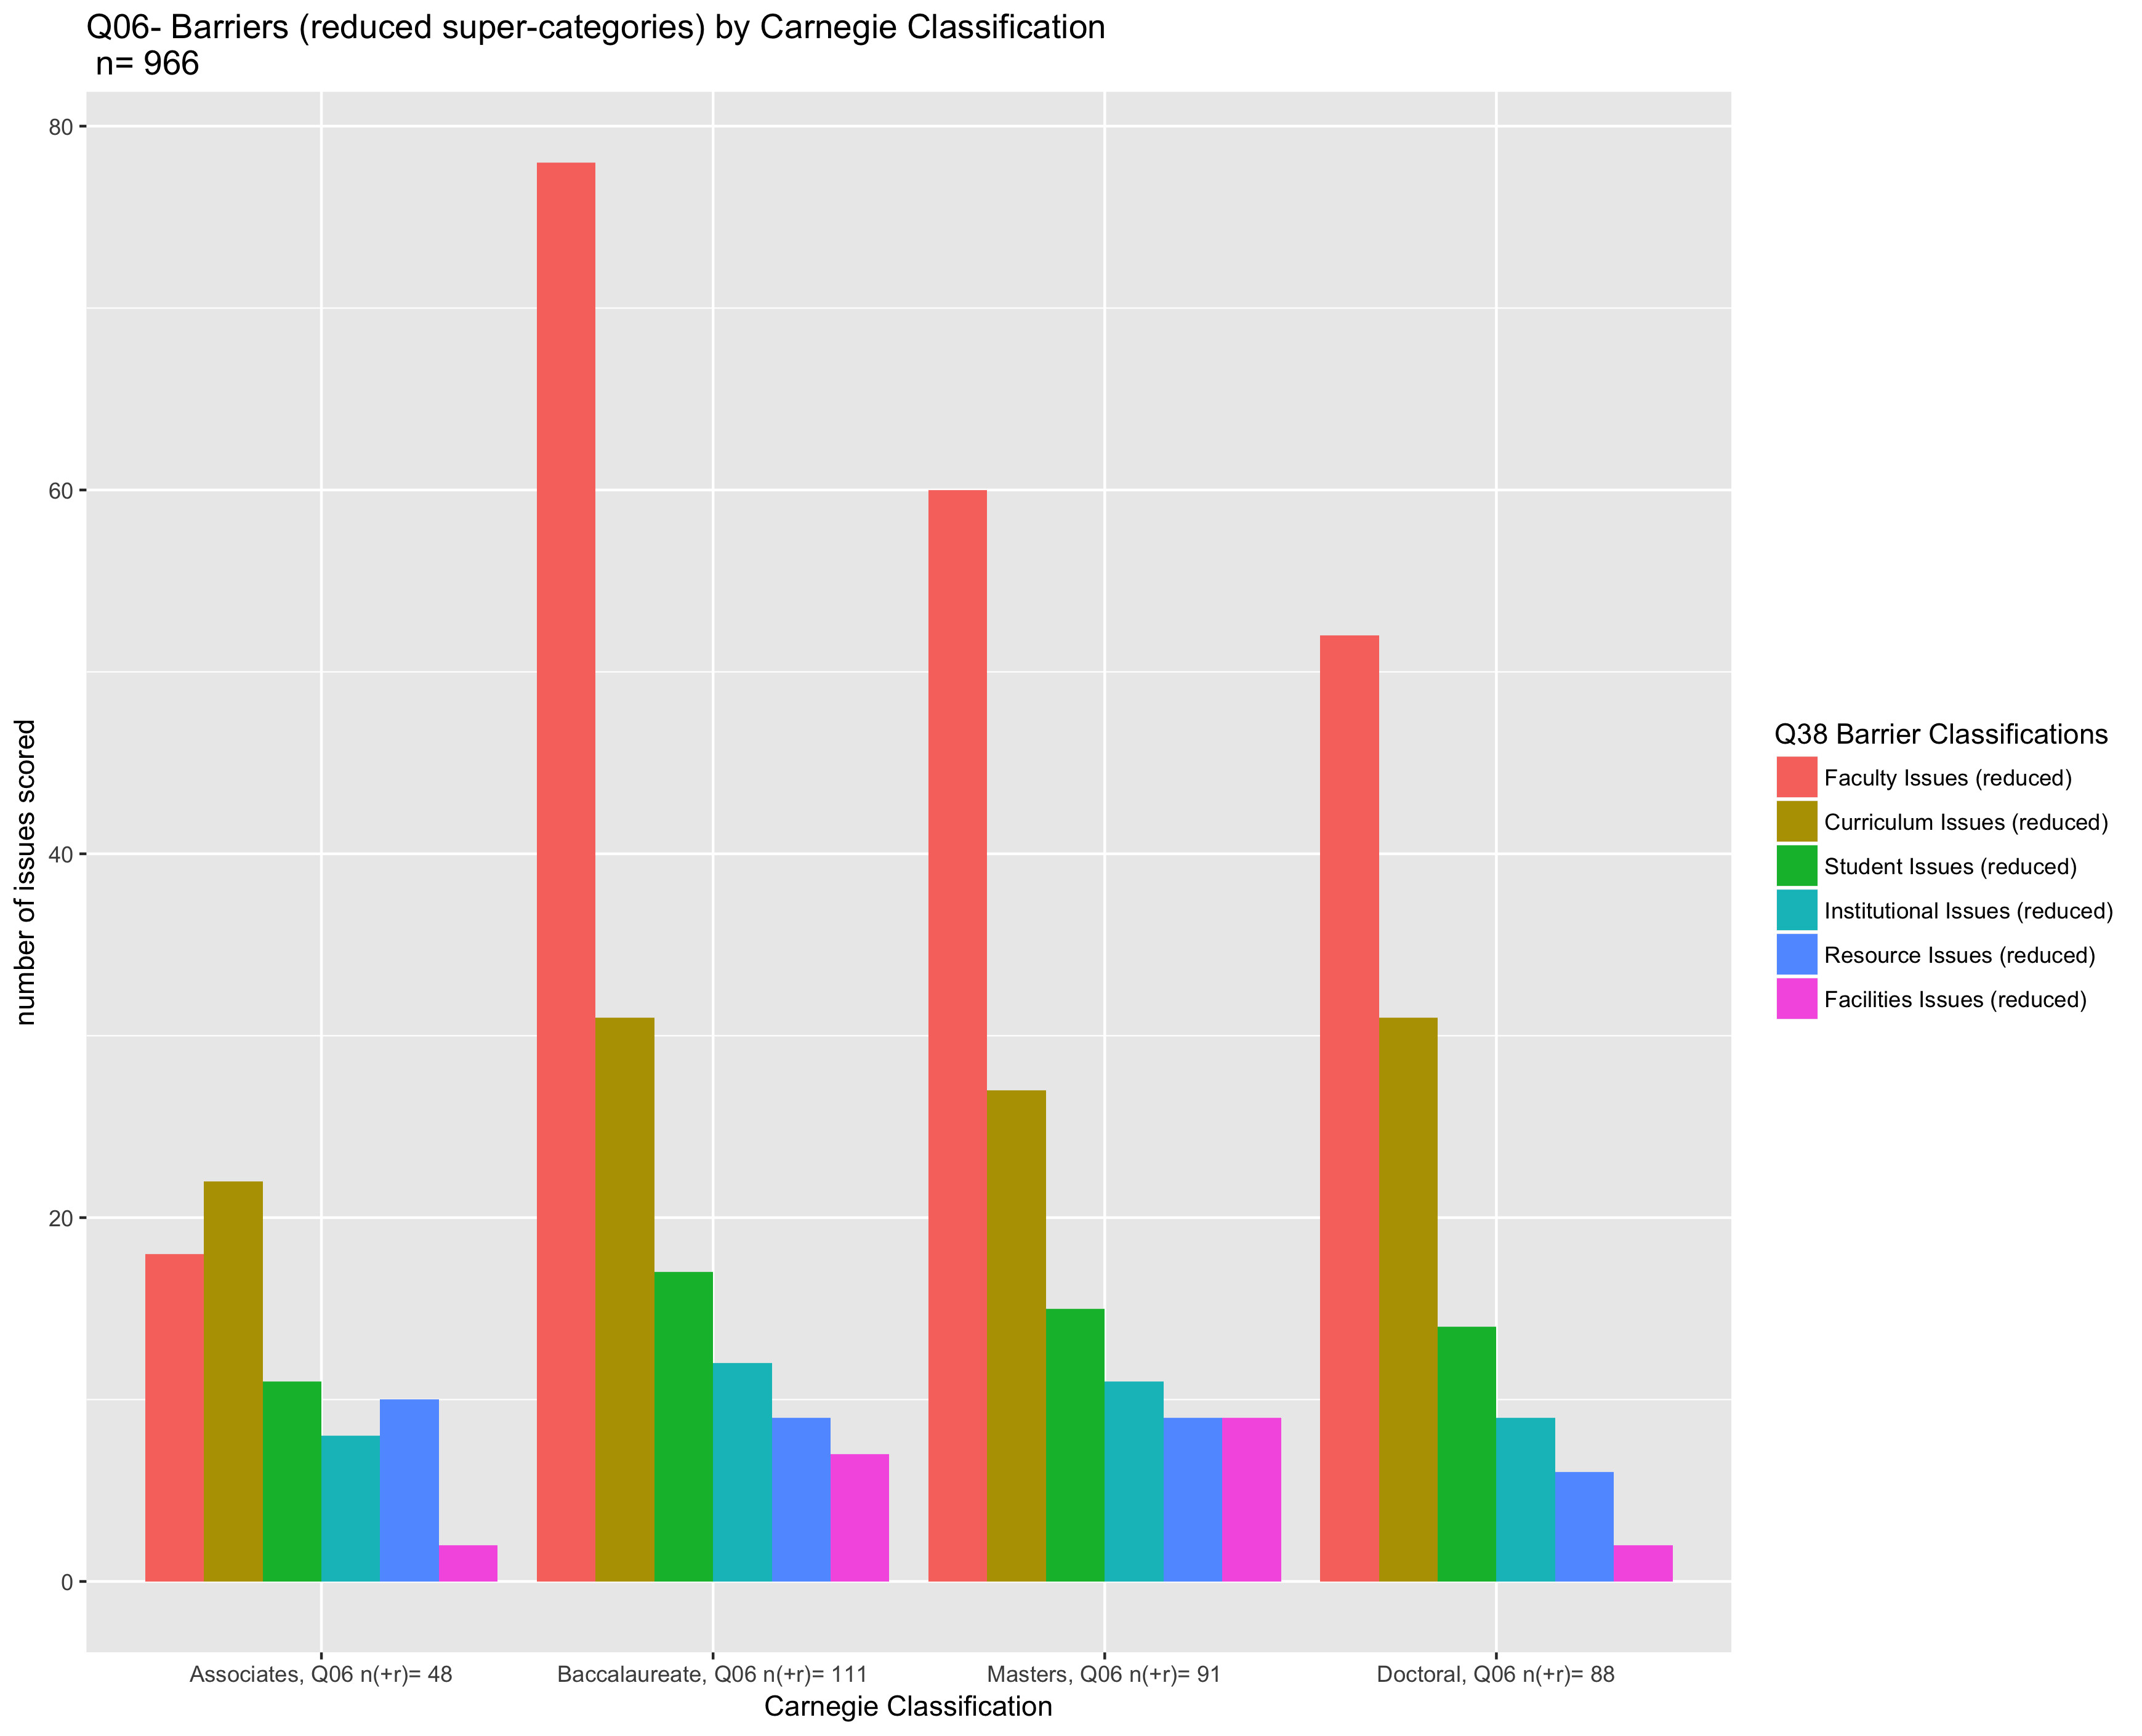 Q06- Barriers (reduced super-categories) by Carnegie Classification
n= 966
80
60
40
20
0
number of issues scored
Associates, Q06 n(+r)= 48
Baccalaureate, Q06 n(+r)= 111
Masters, Q06 n(+r)= 91
Doctoral, Q06 n(+r)= 88
Carnegie Classification
Q38 Barrier Classifications
Faculty Issues (reduced)
Curriculum Issues (reduced)
Student Issues (reduced)
Institutional Issues (reduced)
Resource Issues (reduced)
Facilities Issues (reduced)